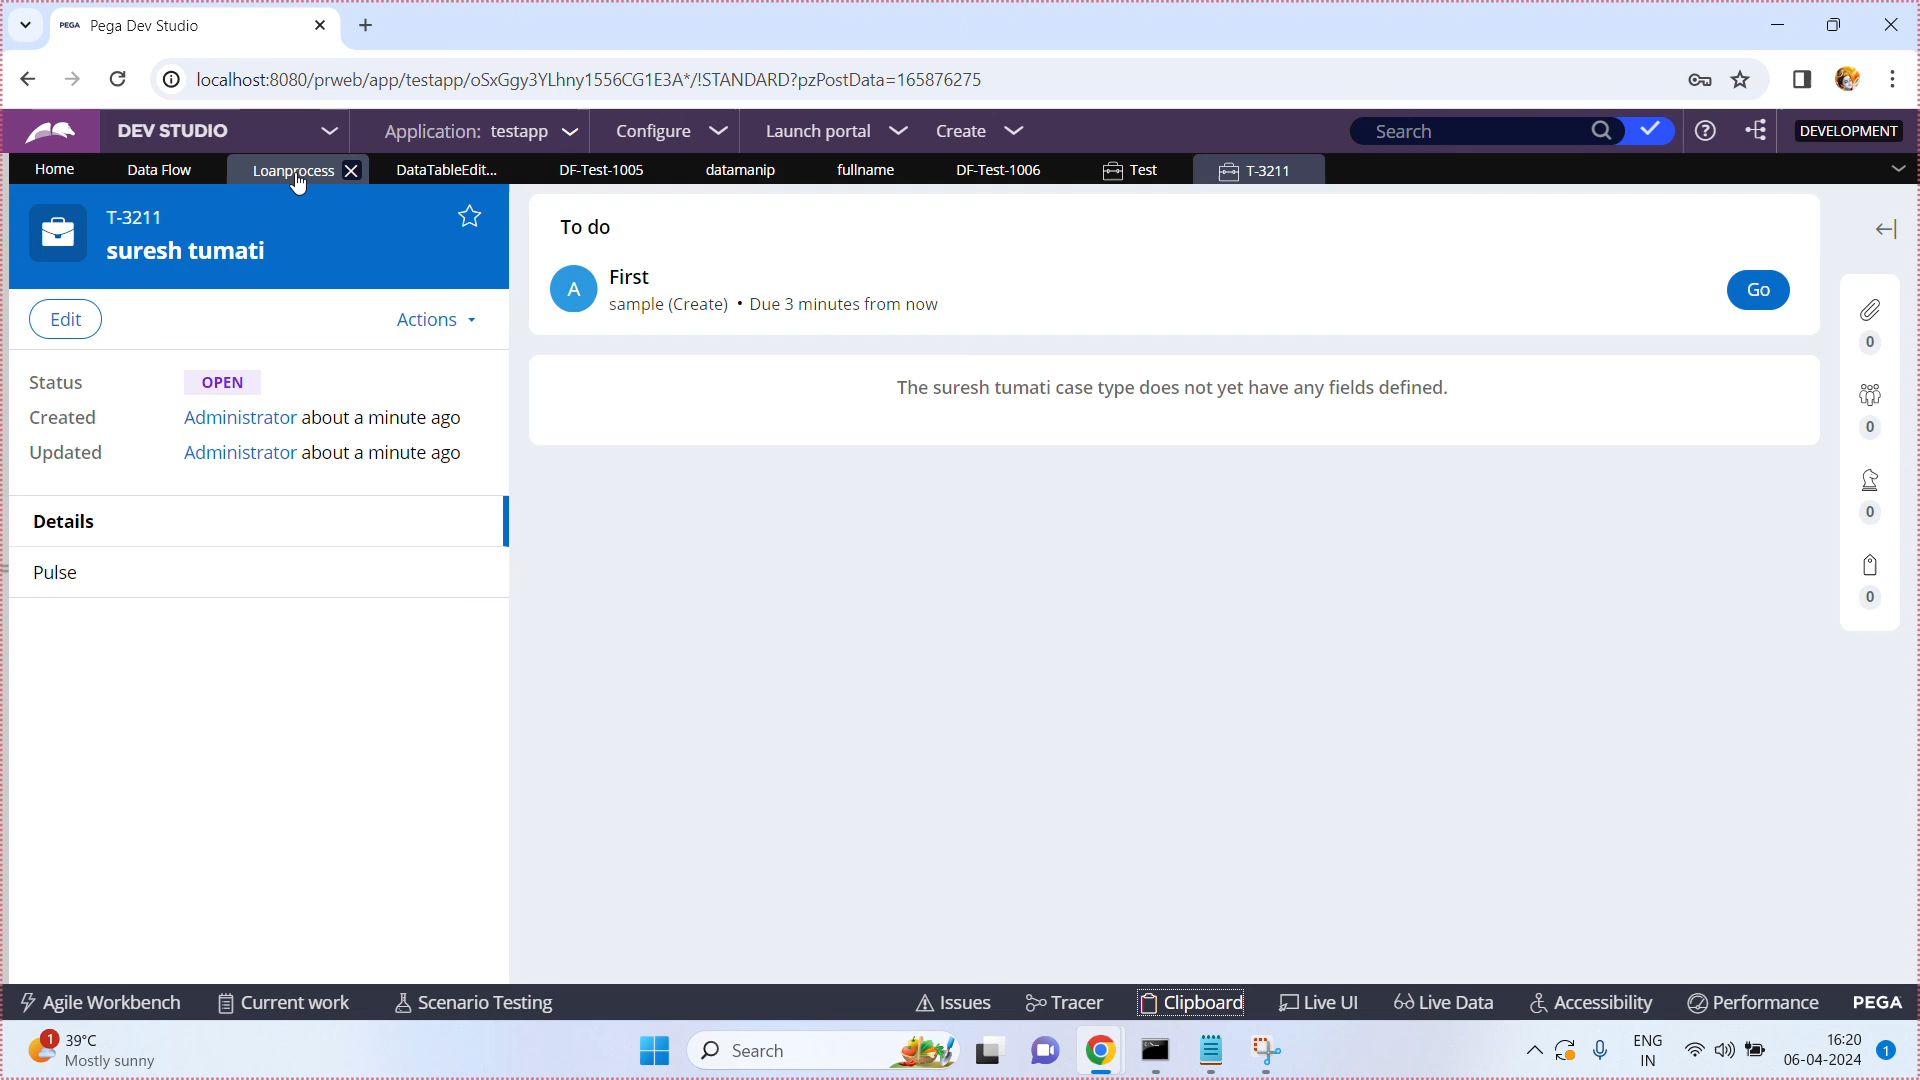 PEGA Pega Dev Studio
localhost:8080/prweb/app/testapp/oSxGgy3YLhny1556CG1E3A*/!STANDARD?pzPostData=165876275
DEV STUDIO Application: testapp Configure Launch portal Create Search DEVELOPMENT
Home Data Flow Loanprocess DataTableEdit... DF-Test-1005 datamanip fullname DF-Test-1006 Test T-3211
T-3211
suresh tumati
Edit Actions
Status OPEN
Created Administrator about a minute ago
Updated Administrator about a minute ago
Details
Pulse
To do
A First
sample (Create) • Due 3 minutes from now
Go
The suresh tumati case type does not yet have any fields defined.
0
0
0
0
Agile Workbench Current work Scenario Testing Issues Tracer Clipboard Live UI Live Data Accessibility Performance PEGA
1 39°C
Mostly sunny
Search
ENG
IN
16:20
06-04-2024
1